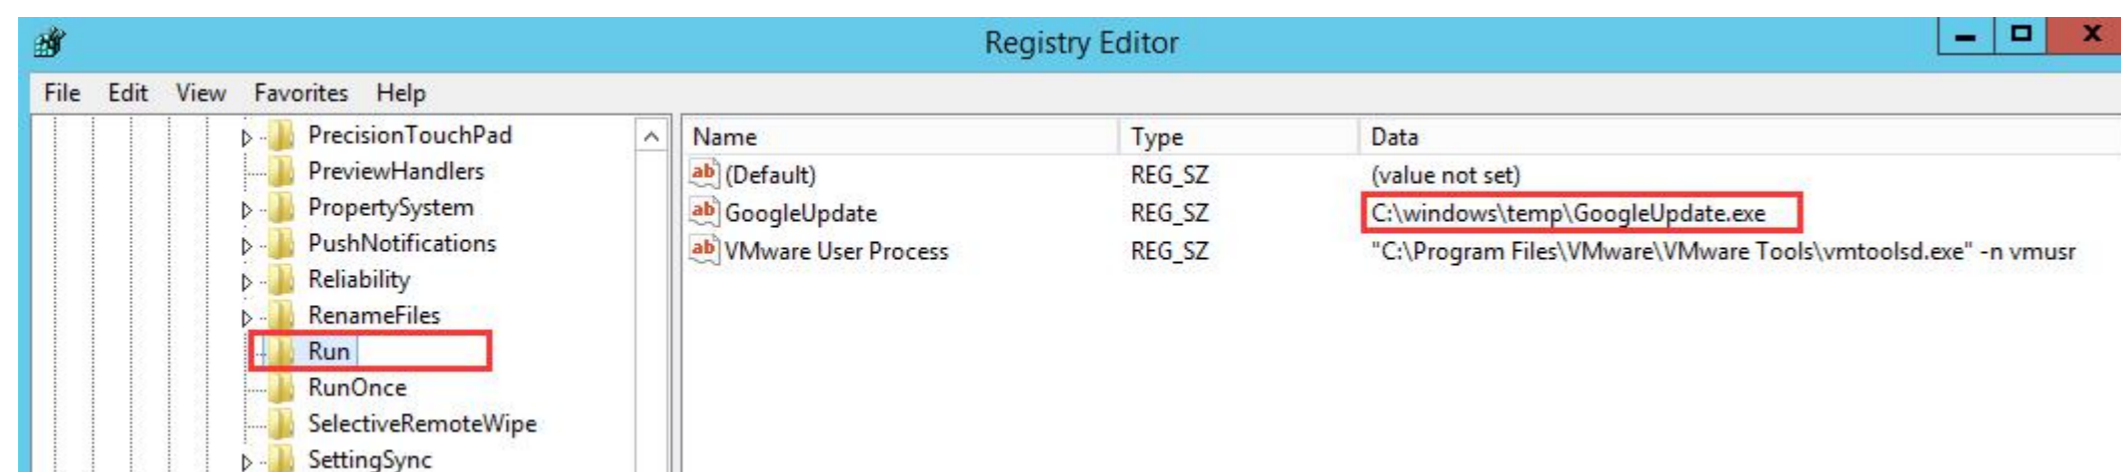 Registry Editor
File Edit View Favorites Help
PrecisionTouchPad
PreviewHandlers
PropertySystem
PushNotifications
Reliability
RenameFiles
Run
RunOnce
SelectiveRemoteWipe
SettingSync
Name Type Data
(Default) REG_SZ (value not set)
GoogleUpdate REG_SZ C:\windows\temp\GoogleUpdate.exe
VMware User Process REG_SZ "C:\Program Files\VMware\VMware Tools\vmtoolsd.exe" -n vmusr